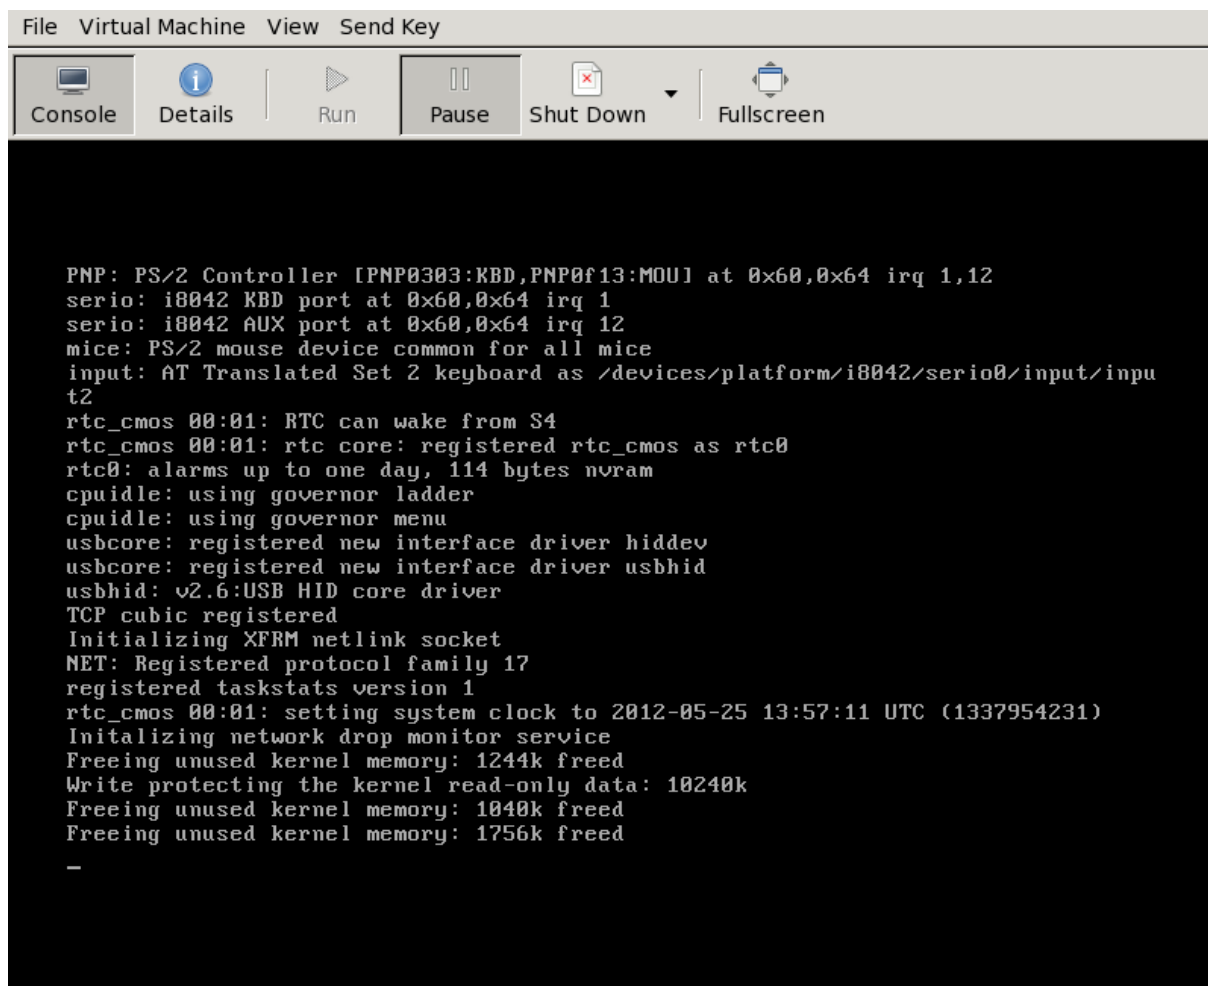 File Virtual Machine View Send Key
Console Details Run Pause Shut Down Fullscreen
PNP: PS/2 Controller [PNP0303:KBD,PNP0f13:MOU] at 0x60,0x64 irq 1,12
serio: i8042 KBD port at 0x60,0x64 irq 1
serio: i8042 AUX port at 0x60,0x64 irq 12
mice: PS/2 mouse device common for all mice
input: AT Translated Set 2 keyboard as /devices/platform/i8042/serio0/input/inpu
t2
rtc_cmos 00:01: RTC can wake from S4
rtc_cmos 00:01: rtc core: registered rtc_cmos as rtc0
rtc0: alarms up to one day, 114 bytes nvram
cpuidle: using governor ladder
cpuidle: using governor menu
usbcore: registered new interface driver hiddev
usbcore: registered new interface driver usbhid
usbhid: v2.6:USB HID core driver
TCP cubic registered
Initializing XFRM netlink socket
NET: Registered protocol family 17
registered taskstats version 1
rtc_cmos 00:01: setting system clock to 2012-05-25 13:57:11 UTC (1337954231)
Initalizing network drop monitor service
Freeing unused kernel memory: 1244k freed
Write protecting the kernel read-only data: 10240k
Freeing unused kernel memory: 1040k freed
Freeing unused kernel memory: 1756k freed